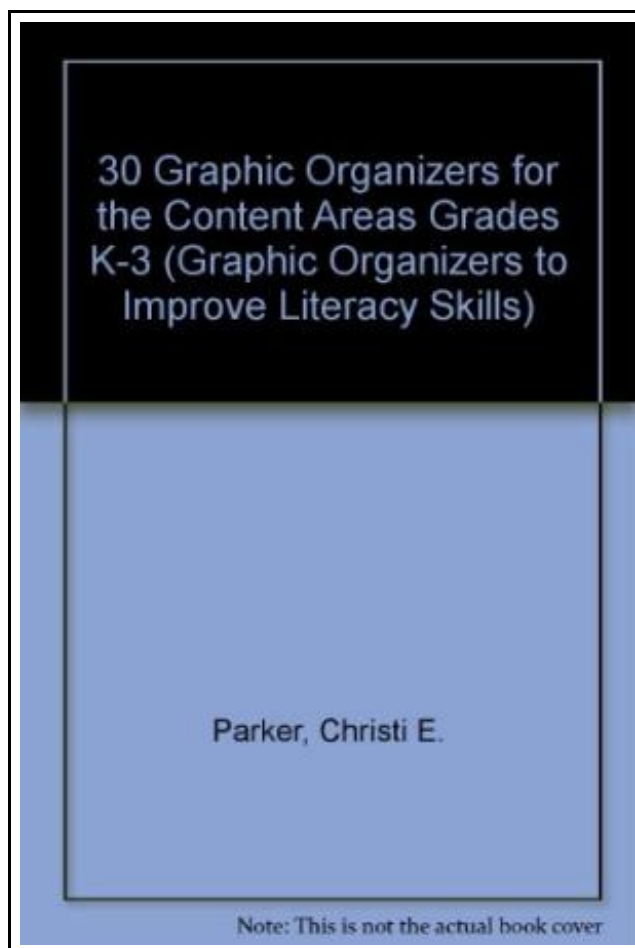 30 Graphic Organizers for
the Content Areas Grades
K-3 (Graphic Organizers to
Improve Literacy Skills)
Parker, Christi E.
Note: This is not the actual book cover